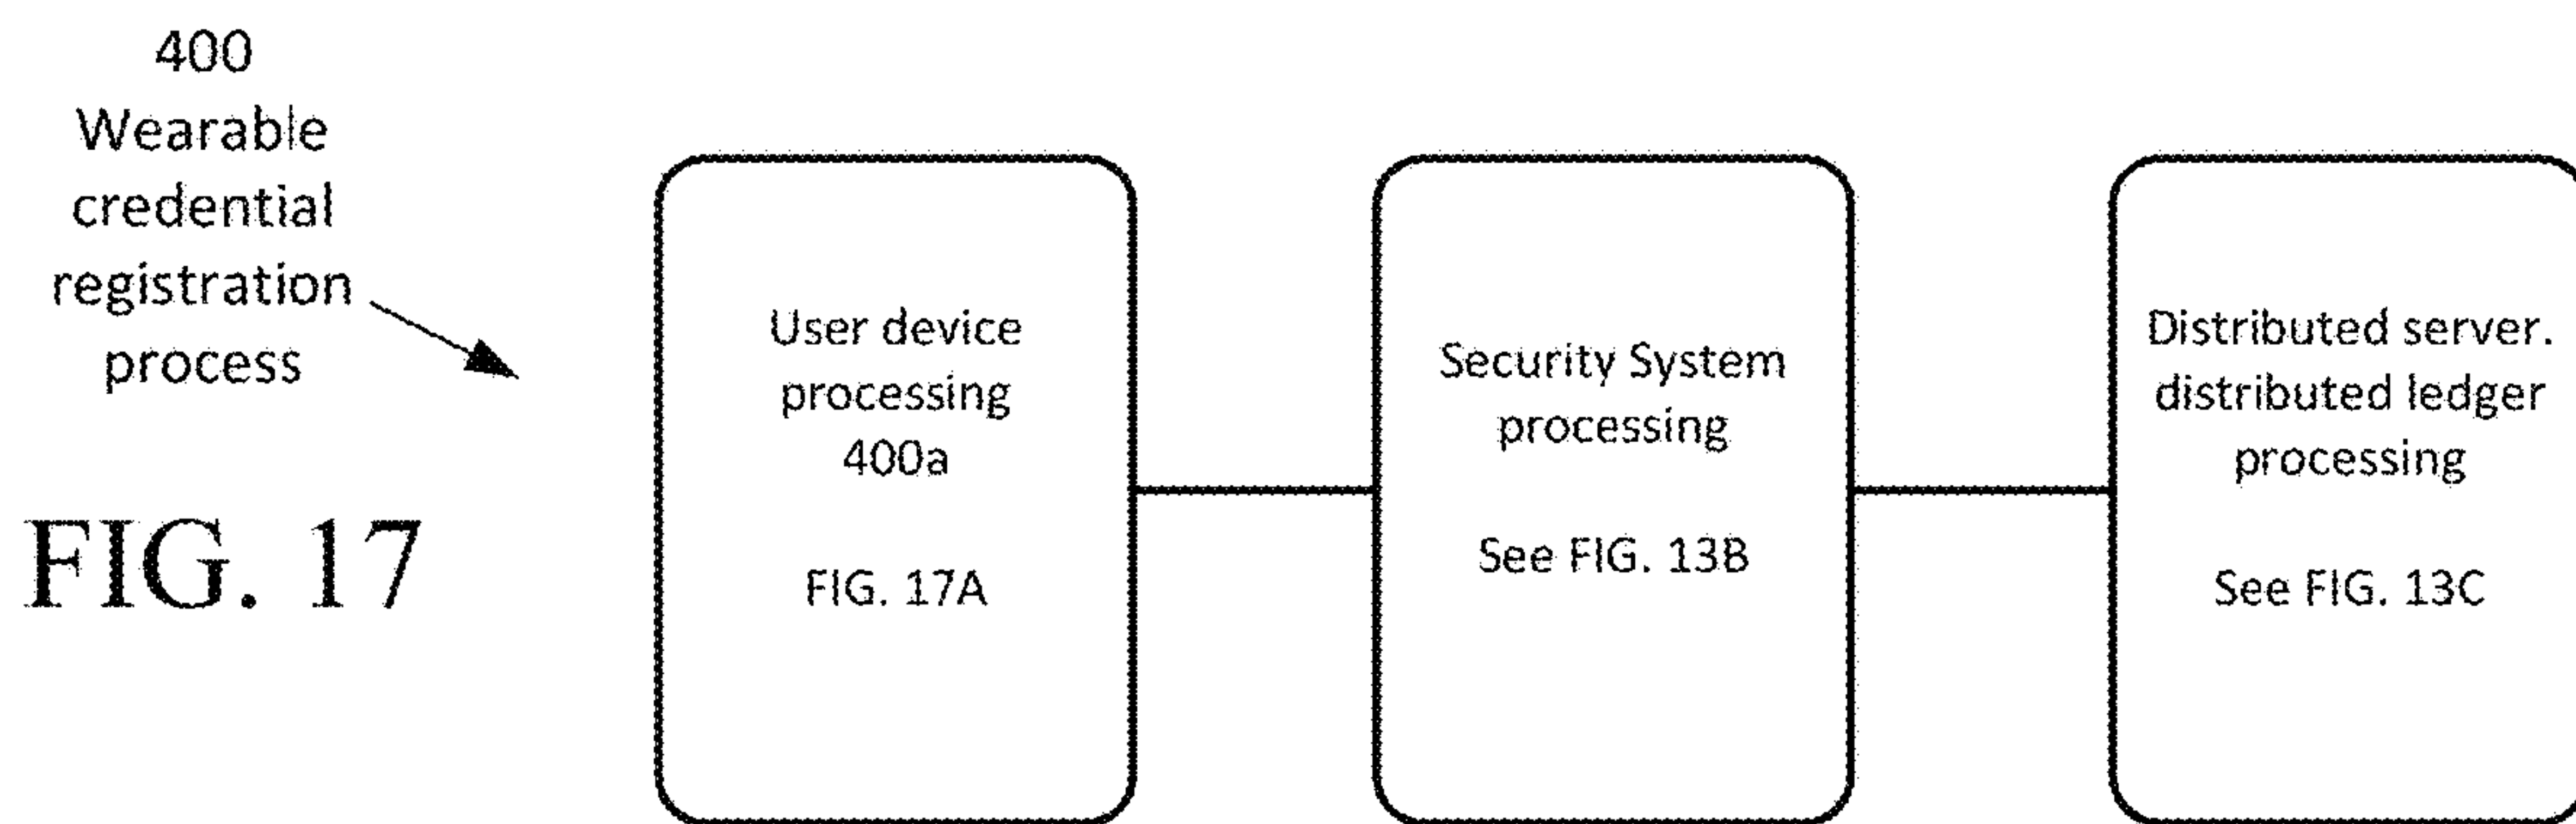 400
Wearable
credential
registration
process
FIG. 17
User device
processing
400a
FIG. 17A
Security System
processing
See FIG. 13B
Distributed server.
distributed ledger
processing
See FIG. 13C